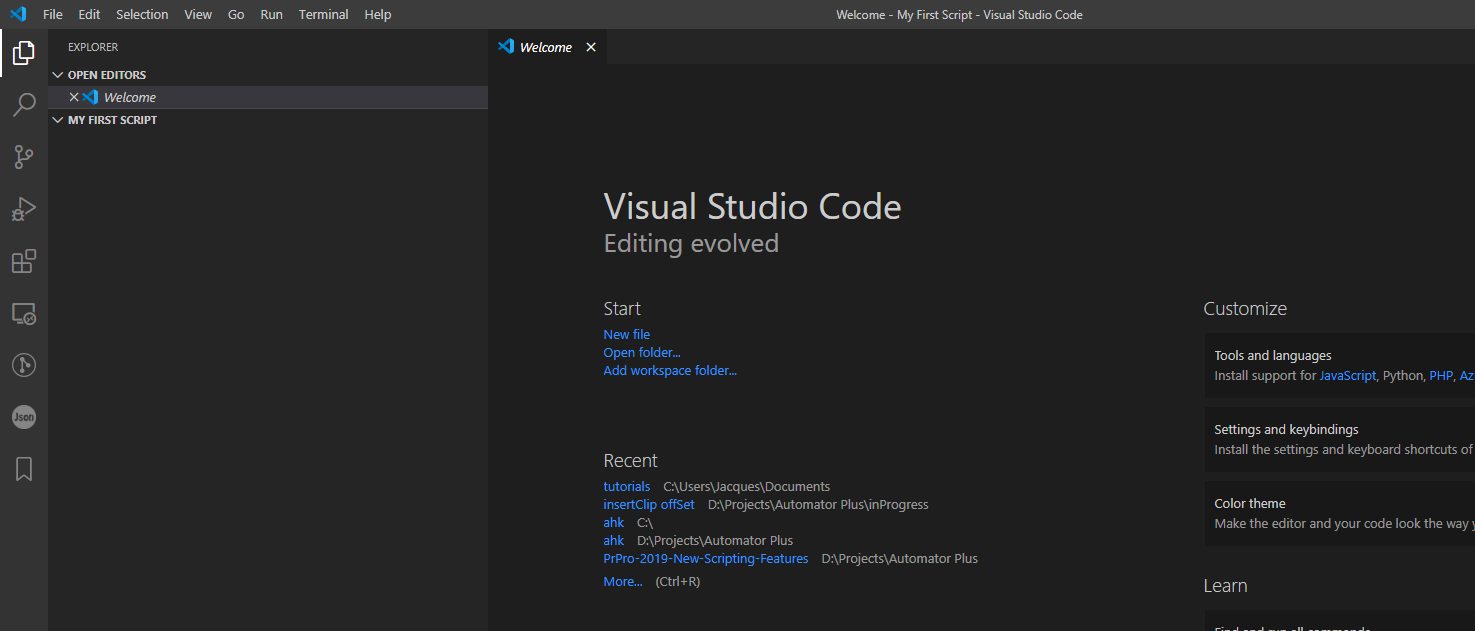 File Edit Selection View Go Run Terminal Help
Welcome - My First Script - Visual Studio Code
EXPLORER
OPEN EDITORS
Welcome
MY FIRST SCRIPT
Json
Welcome
Visual Studio Code
Editing evolved
Start
New file
Open folder...
Add workspace folder...
Recent
tutorials C:\Users\Jacques\Documents
insertClip offSet D:\Projects\Automator Plus\inProgress
ahk C:\
ahk D:\Projects\Automator Plus
PrPro-2019-New-Scripting-Features D:\Projects\Automator Plus
More... (Ctrl+R)
Customize
Tools and languages
Install support for JavaScript, Python, PHP,
Settings and keybindings
Install the settings and keyboard shortcuts of
Color theme
Make the editor and your code look the way
Learn
Find and run all commands